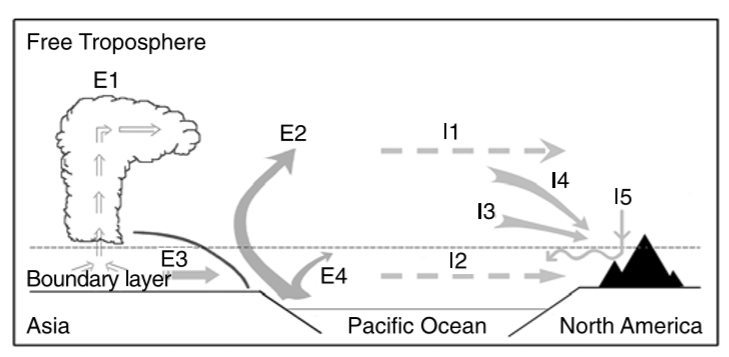 Free Troposphere
E1
E2
I1
I4
I5
I3
E3
E4
I2
Boundary layer
Asia
Pacific Ocean
North America